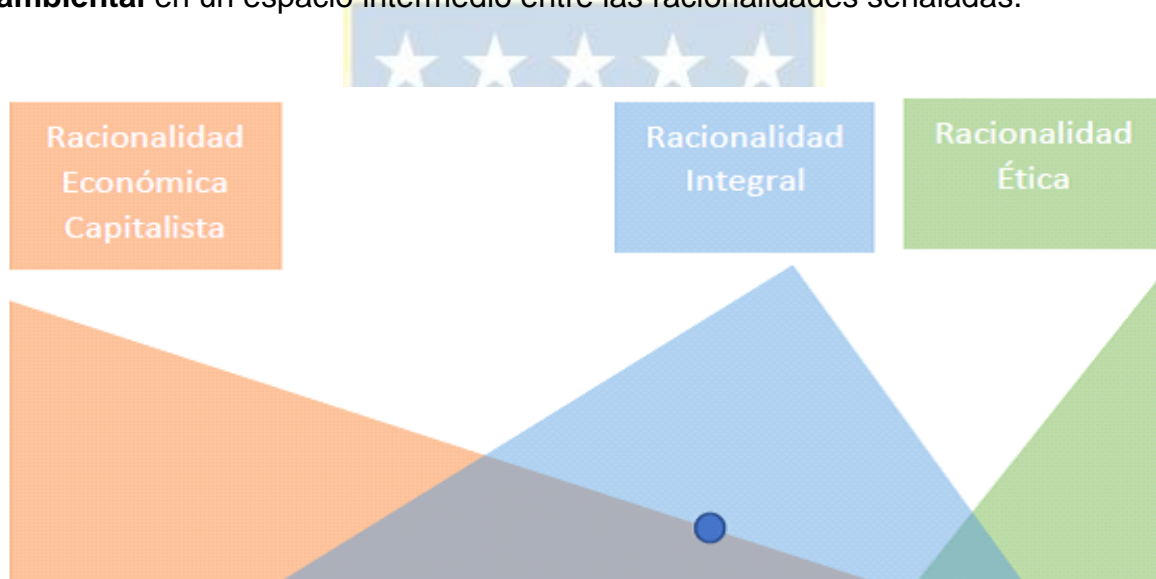 ambiental en un espacio intermedio entre las racionalidades señaladas.
Racionalidad
Económica
Capitalista
Racionalidad
Integral
Racionalidad
Ética